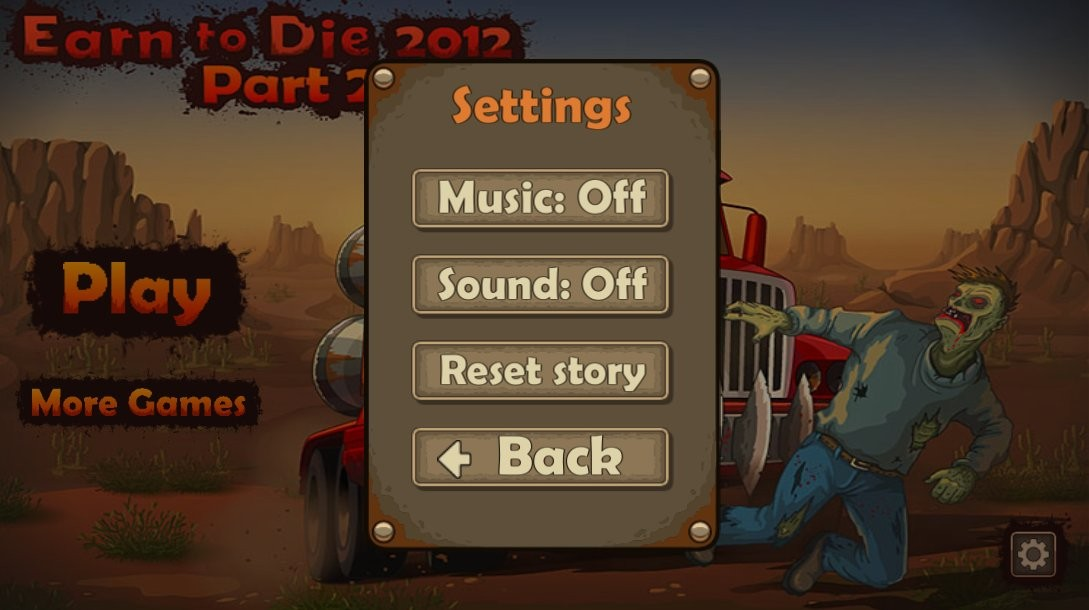 Earn to Die 2012
Part 2
Settings
Music: Off
Sound: Off
Reset story
Back
Play
More Games